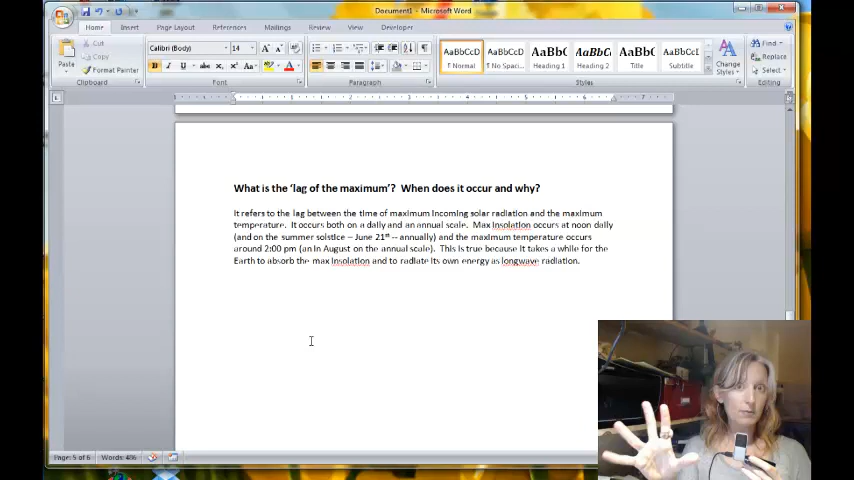 Document1 - Microsoft Word
Home Insert Page Layout References Mailings Review View Developer
Paste
Cut
Copy
Format Painter
Clipboard
Calibri (Body) 14
Font
Paragraph
AaBbCcD AaBbCcD AaBbC AaBbCc AaBbC AaBbCcI
¶ Normal ¶ No Spaci... Heading 1 Heading 2 Title Subtitle
Change Styles
Styles
Find
Replace
Select
Editing
What is the ‘lag of the maximum’? When does it occur and why?
It refers to the lag between the time of maximum incoming solar radiation and the maximum
temperature. It occurs both on a daily and an annual scale. Max Insolation occurs at noon daily
(and on the summer solstice – June 21st -- annually) and the maximum temperature occurs
around 2:00 pm (an in August on the annual scale). This is true because it takes a while for the
Earth to absorb the max Insolation and to radiate its own energy as longwave radiation.
Page: 5 of 6 Words: 486